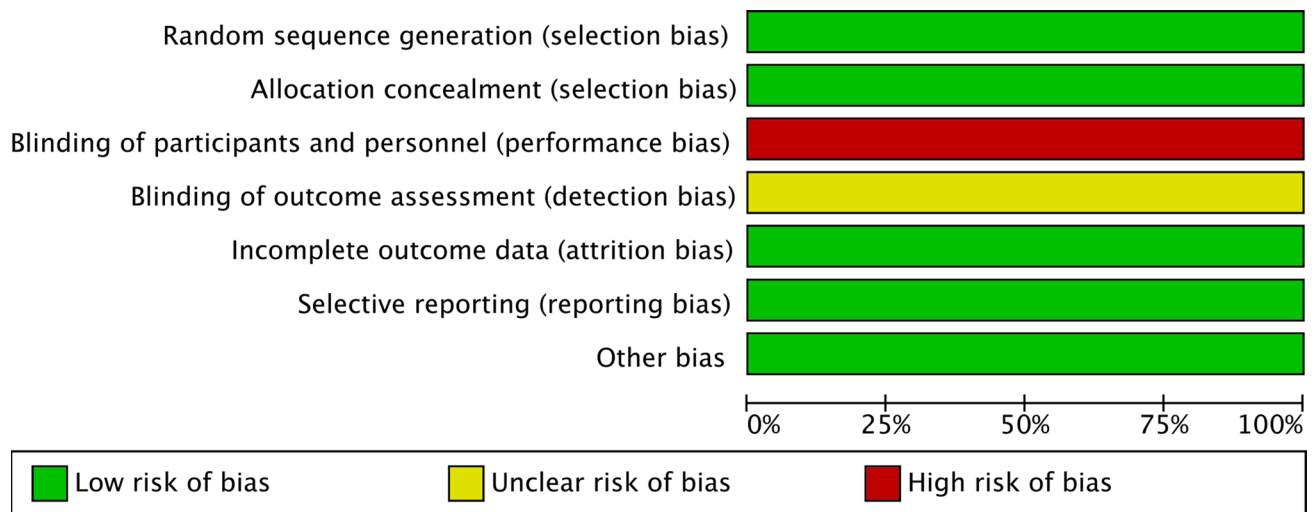 Random sequence generation (selection bias)
Allocation concealment (selection bias)
Blinding of participants and personnel (performance bias)
Blinding of outcome assessment (detection bias)
Incomplete outcome data (attrition bias)
Selective reporting (reporting bias)
Other bias
0% 25% 50% 75% 100%
Low risk of bias Unclear risk of bias High risk of bias